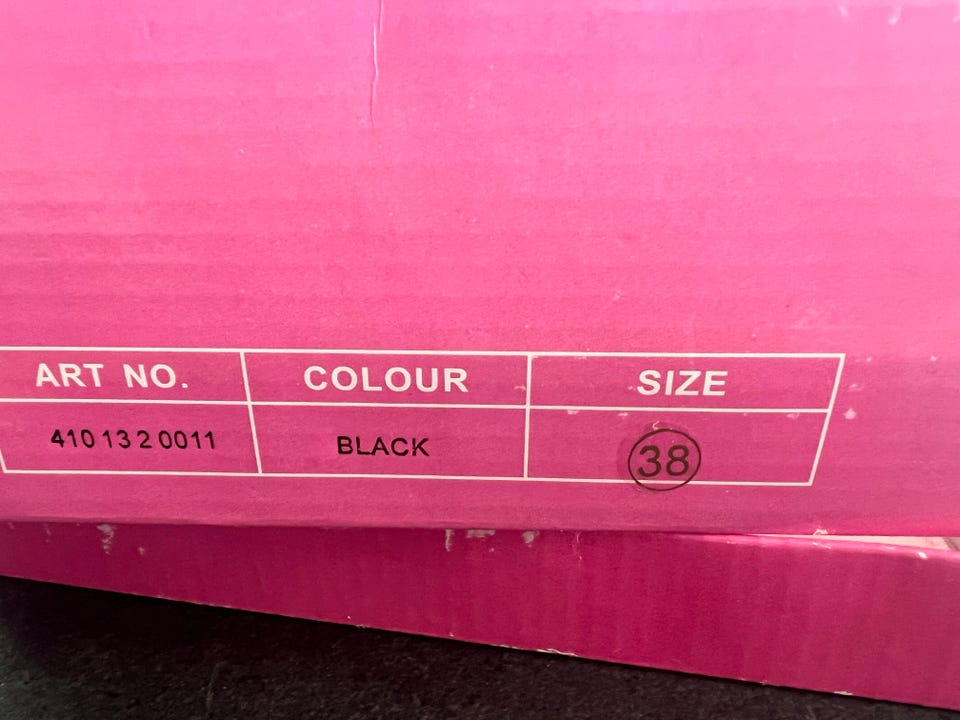 ART NO. COLOUR SIZE
410 13 2 0011 BLACK 38